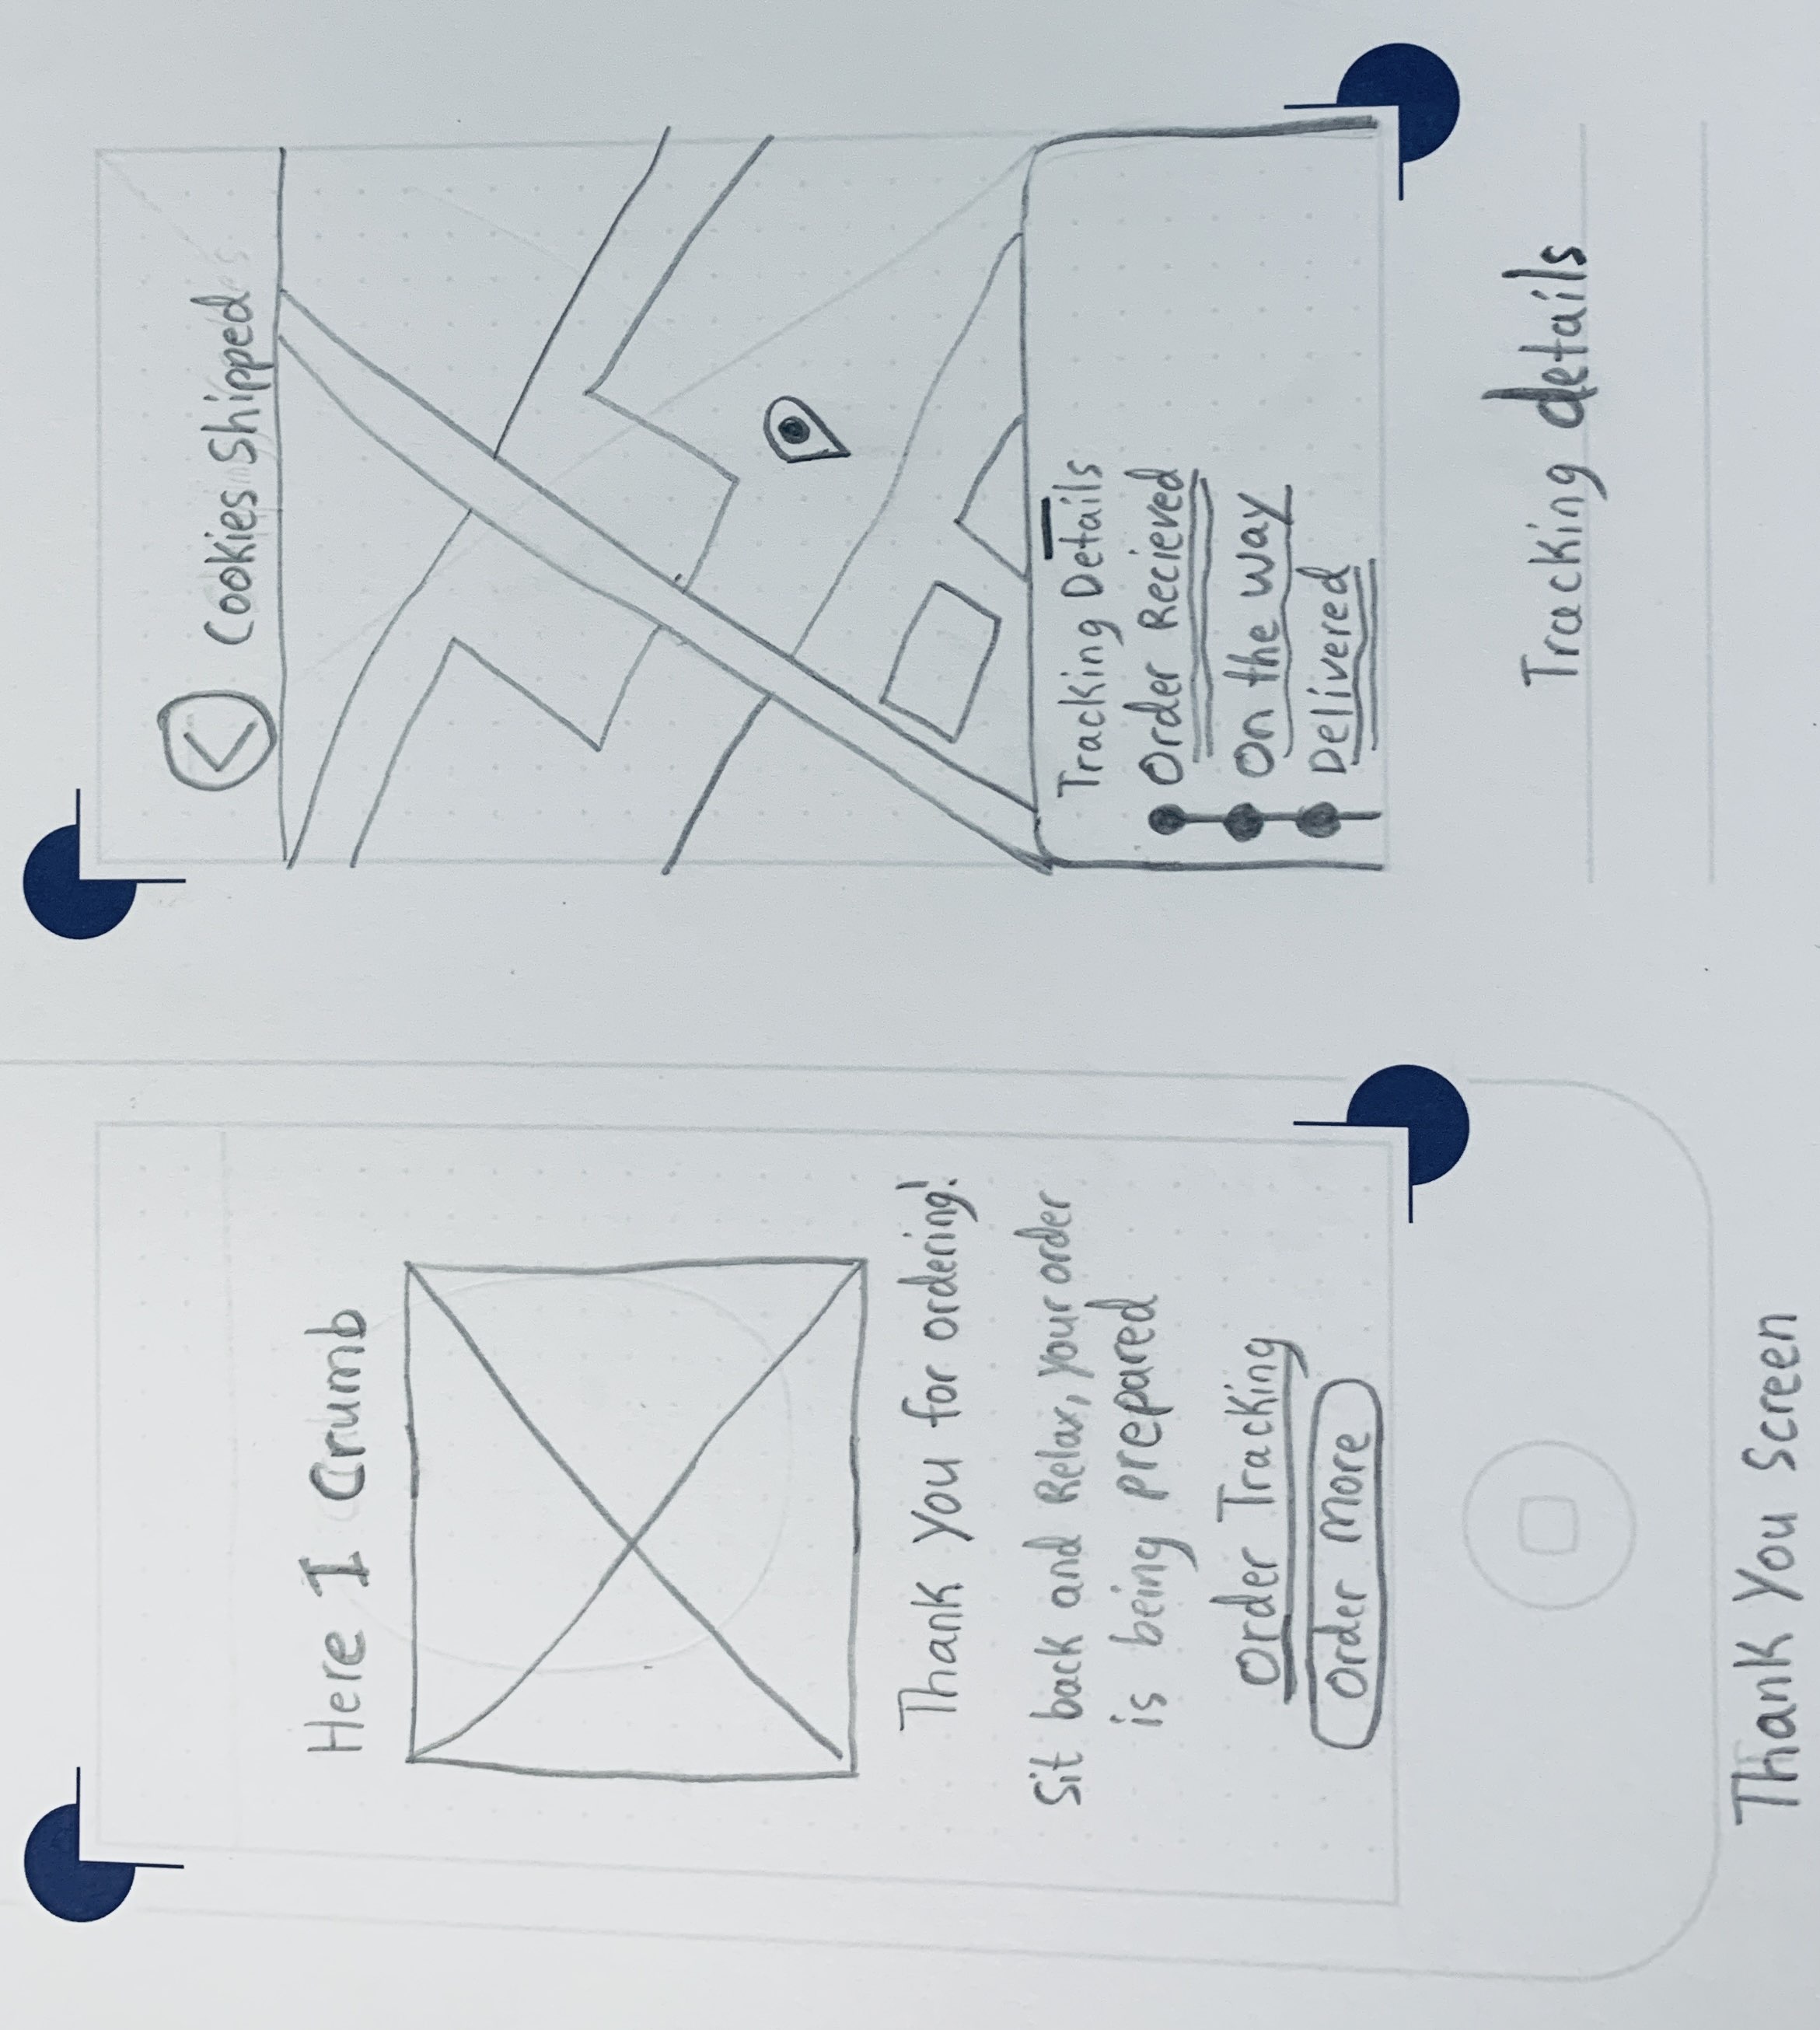 Here I Crumb
Thank you for ordering!
Sit back and Relax, your order
is being prepared
Order Tracking
Order More
Thank You Screen
Cookies Shipped
Tracking Details
Order Recieved
On the way
Delivered
Tracking details